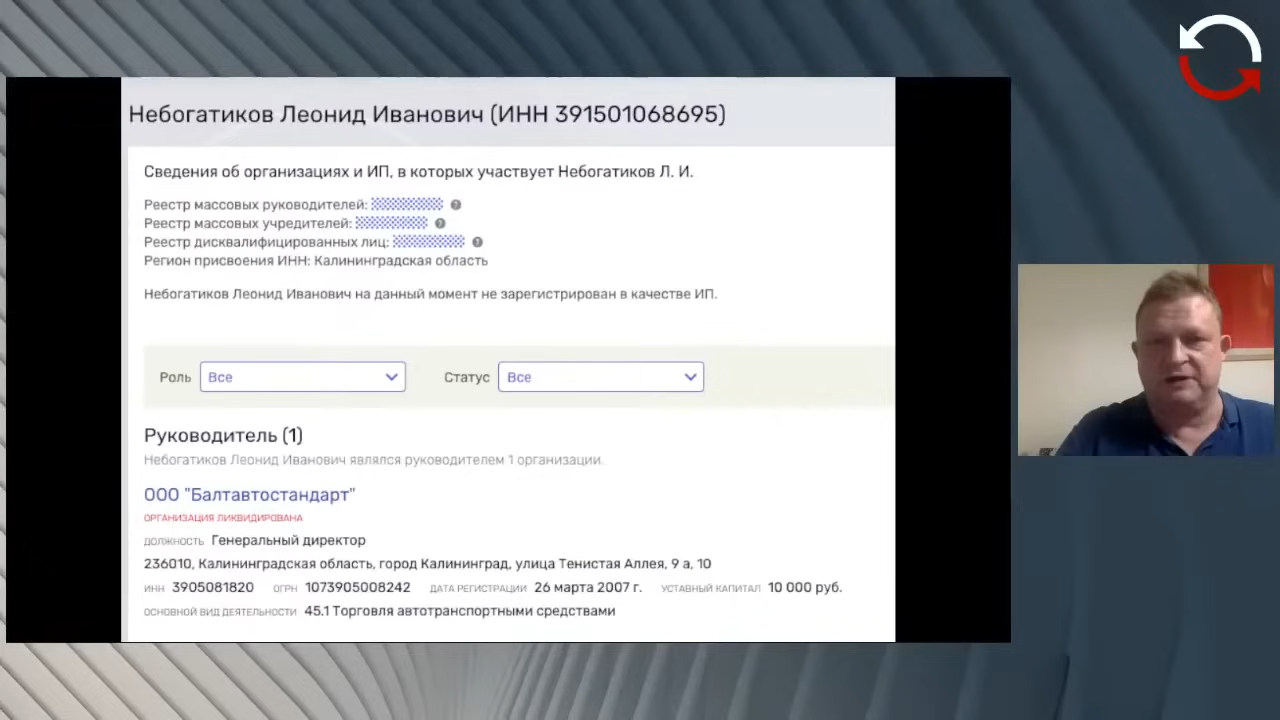 Небогатиков Леонид Иванович (ИНН 391501068695)
Сведения об организациях и ИП, в которых участвует Небогатиков Л. И.
Реестр массовых руководителей: ?
Реестр массовых учредителей: ?
Реестр дисквалифицированных лиц: ?
Регион присвоения ИНН: Калининградская область
Небогатиков Леонид Иванович на данный момент не зарегистрирован в качестве ИП.
Роль Все Статус Все
Руководитель (1)
Небогатиков Леонид Иванович являлся руководителем 1 организации.
ООО "Балтавтостандарт"
ОРГАНИЗАЦИЯ ЛИКВИДИРОВАНА
ДОЛЖНОСТЬ Генеральный директор
236010, Калининградская область, город Калининград, улица Тенистая Аллея, 9 а, 10
ИНН 3905081820 ОГРН 1073905008242 ДАТА РЕГИСТРАЦИИ 26 марта 2007 г. УСТАВНЫЙ КАПИТАЛ 10 000 руб.
ОСНОВНОЙ ВИД ДЕЯТЕЛЬНОСТИ 45.1 Торговля автотранспортными средствами